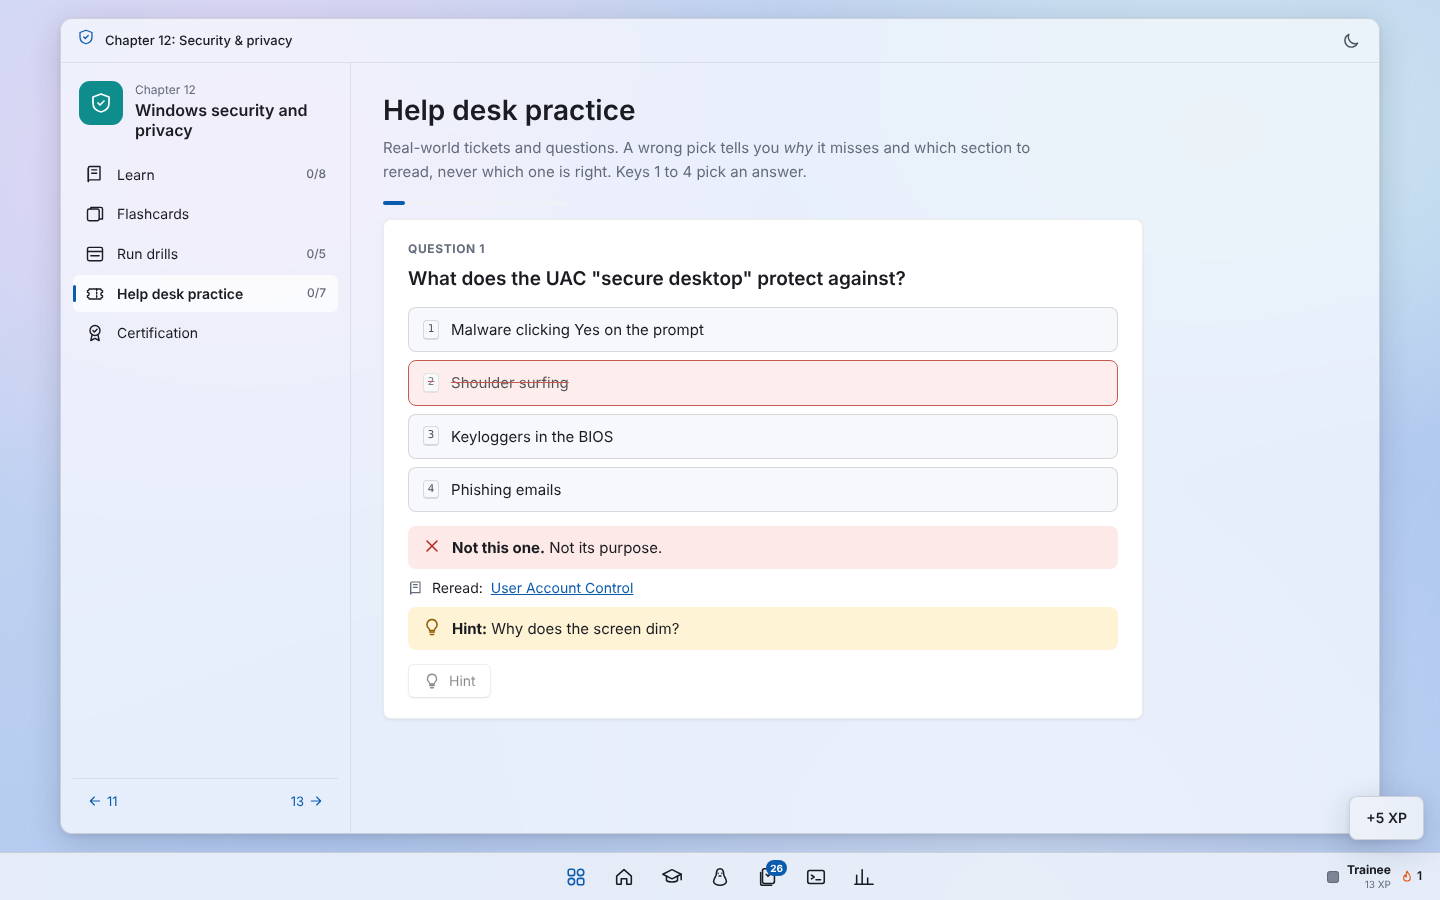 Chapter 12: Security & privacy
Chapter 12
Windows security and
privacy
Learn 0/8
Flashcards
Run drills 0/5
Help desk practice 0/7
Certification
11
13
Help desk practice
Real-world tickets and questions. A wrong pick tells you why it misses and which section to
reread, never which one is right. Keys 1 to 4 pick an answer.
QUESTION 1
What does the UAC "secure desktop" protect against?
1 Malware clicking Yes on the prompt
2 Shoulder surfing
3 Keyloggers in the BIOS
4 Phishing emails
Not this one. Not its purpose.
Reread: User Account Control
Hint: Why does the screen dim?
Hint
+5 XP
26
Trainee
13 XP
1